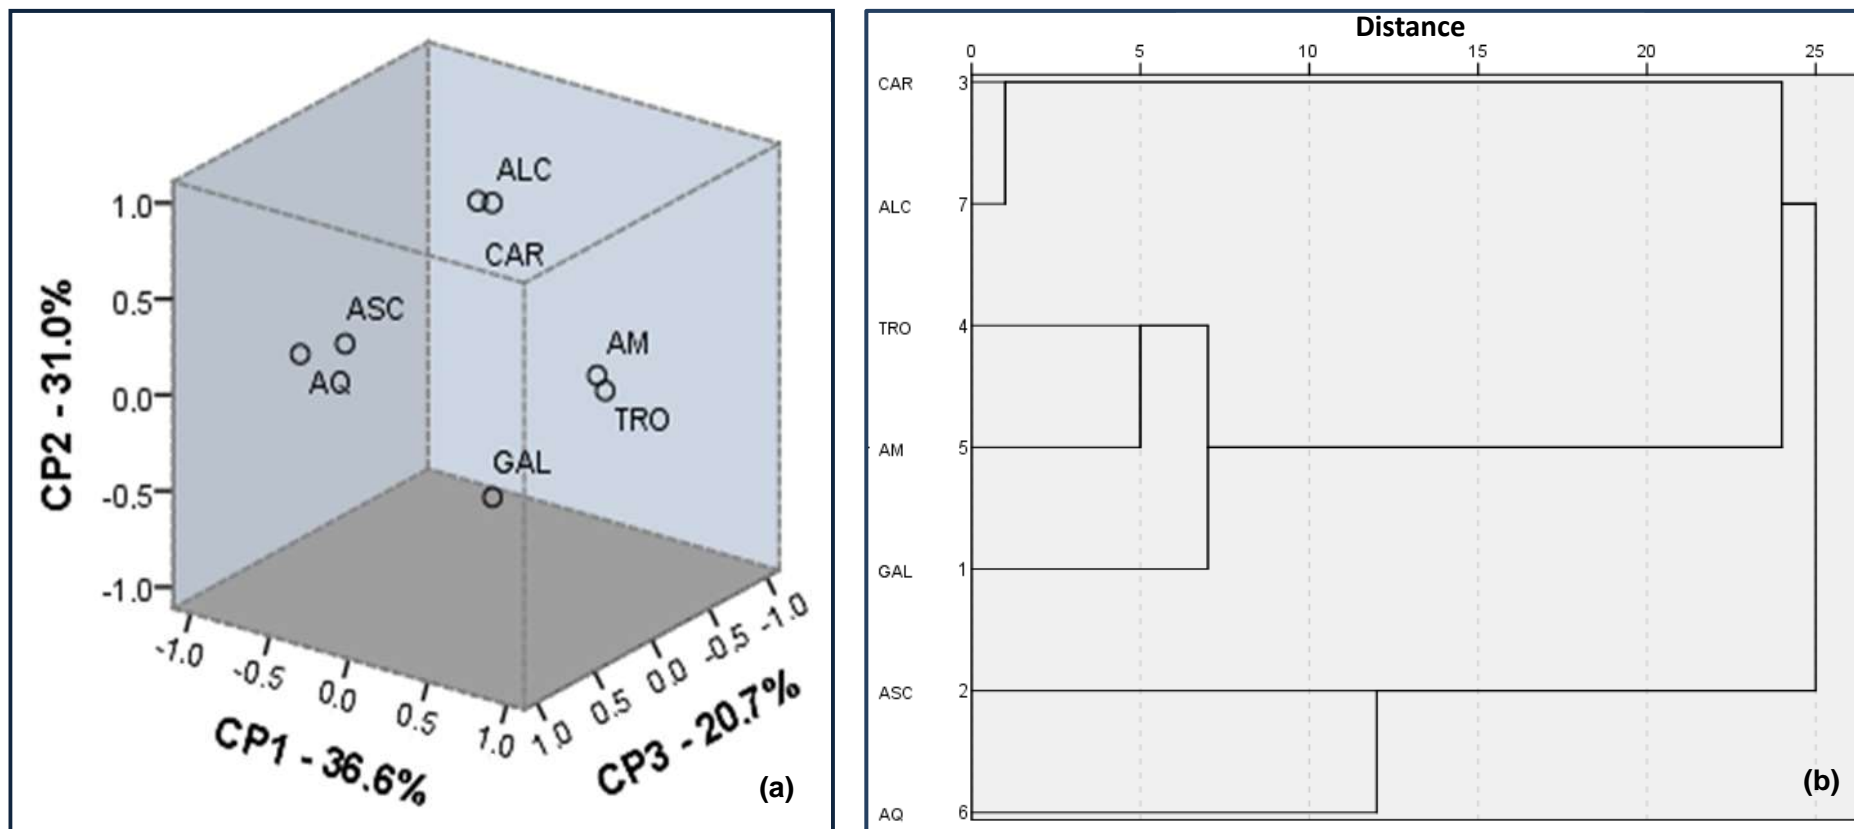 ALC
1.0
CAR
0.5
ASC
AM
AQ
0.0
TRO
GAL
-0.5
-1.0
CP2 - 31.0%
-1.0 -0.5 0.0 0.5 1.0
CP1 - 36.6%
1.0 0.5 0.0 -0.5 -1.0
CP3 - 20.7%
(a)
Distance
0 5 10 15 20 25
CAR 3
ALC 7
TRO 4
AM 5
GAL 1
ASC 2
AQ 6
(b)